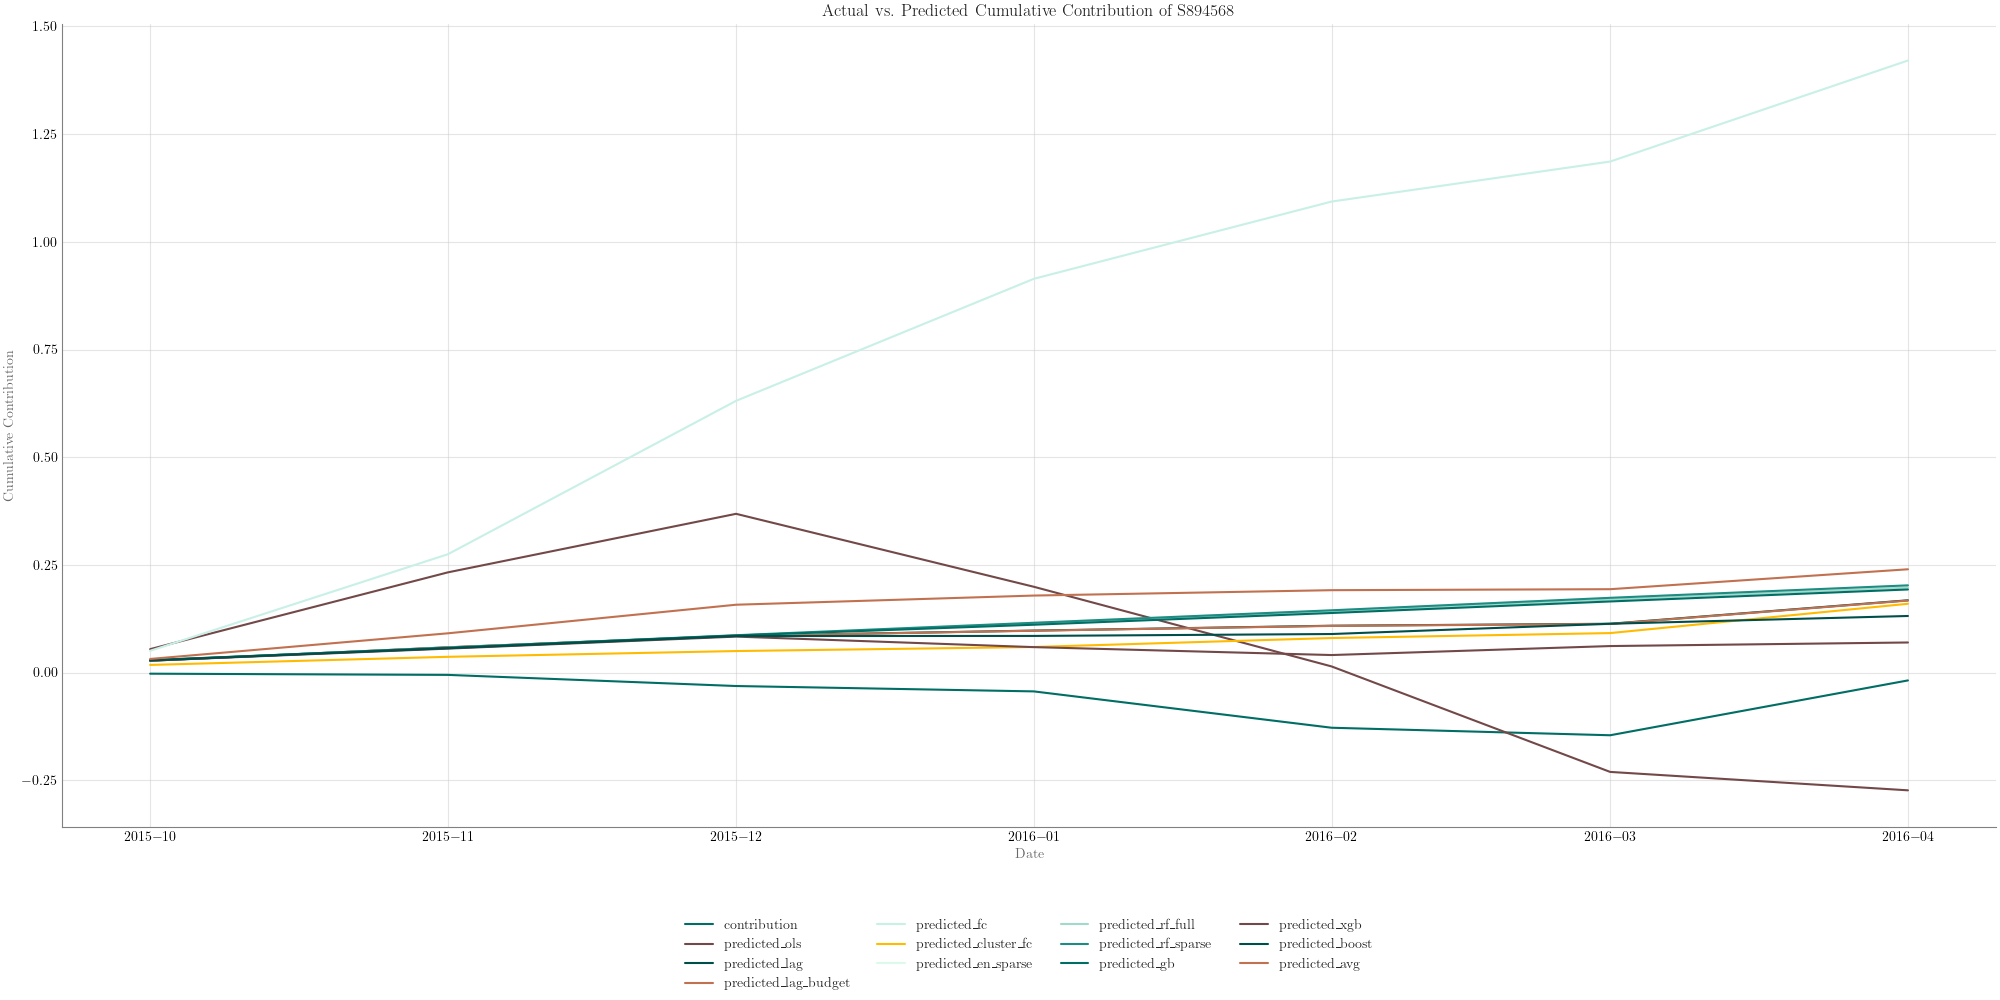 Actual vs. Predicted Cumulative Contribution of S894568
Cumulative Contribution
1.50
1.25
1.00
0.75
0.50
0.25
0.00
−0.25
2015−10
2015−11
2015−12
2016−01
2016−02
2016−03
2016−04
Date
contribution
predicted_ols
predicted_lag
predicted_lag_budget
predicted_fc
predicted_cluster_fc
predicted_en_sparse
predicted_rf_full
predicted_rf_sparse
predicted_gb
predicted_xgb
predicted_boost
predicted_avg